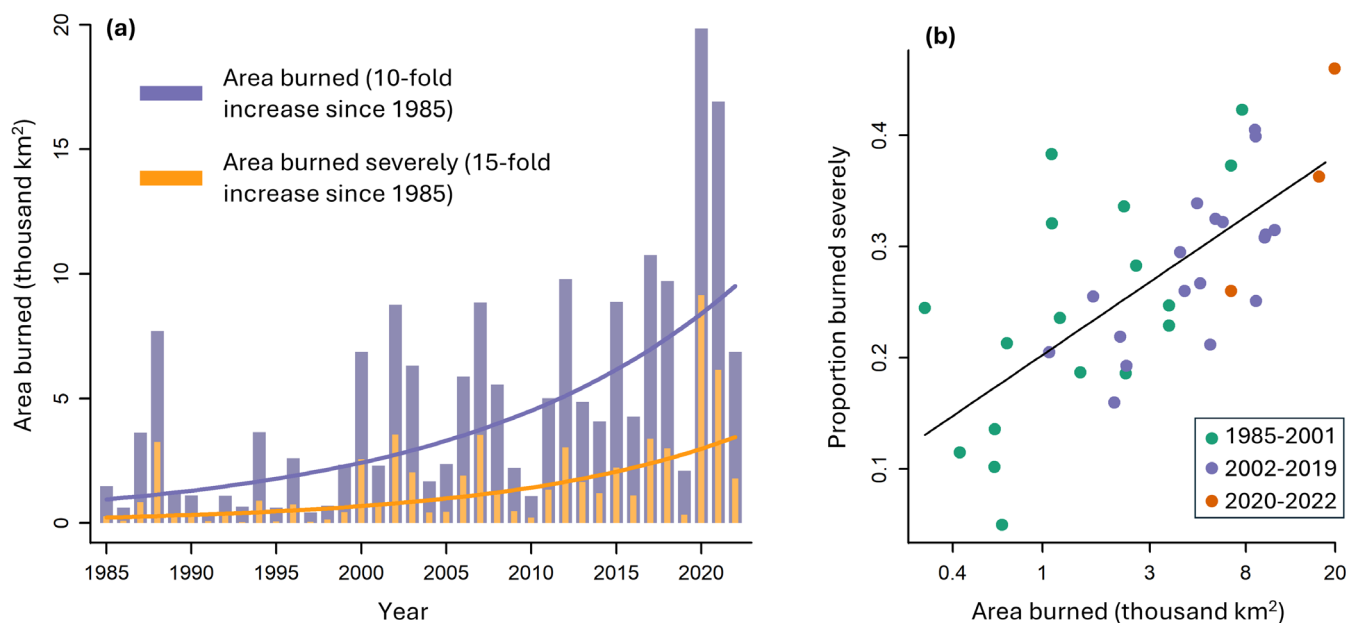 (a)
Area burned (10-fold
increase since 1985)
Area burned severely (15-fold
increase since 1985)
Area burned (thousand km²)
20
15
10
5
0
1985 1990 1995 2000 2005 2010 2015 2020
Year
(b)
Proportion burned severely
0.4
0.3
0.2
0.1
1985-2001
2002-2019
2020-2022
0.4 1 3 8 20
Area burned (thousand km²)